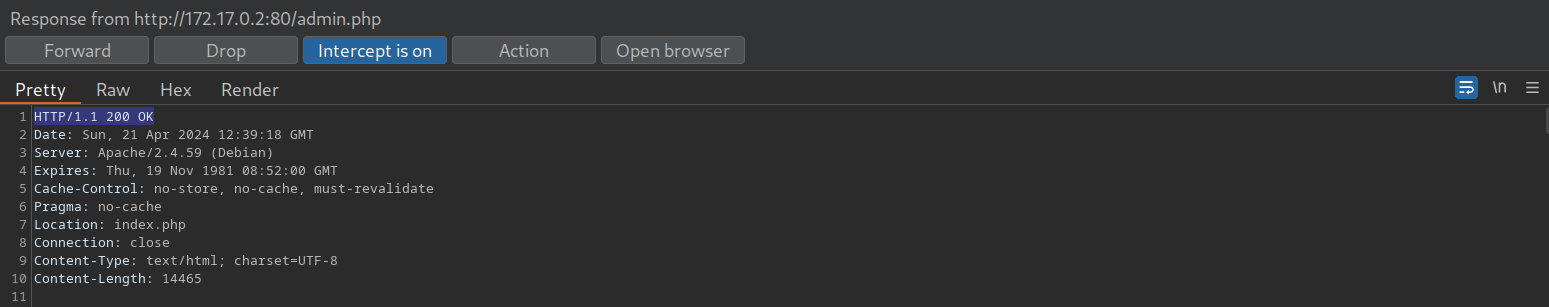 Response from http://172.17.0.2:80/admin.php
Forward Drop Intercept is on Action Open browser
Pretty Raw Hex Render \n
1 HTTP/1.1 200 OK
2 Date: Sun, 21 Apr 2024 12:39:18 GMT
3 Server: Apache/2.4.59 (Debian)
4 Expires: Thu, 19 Nov 1981 08:52:00 GMT
5 Cache-Control: no-store, no-cache, must-revalidate
6 Pragma: no-cache
7 Location: index.php
8 Connection: close
9 Content-Type: text/html; charset=UTF-8
10 Content-Length: 14465
11